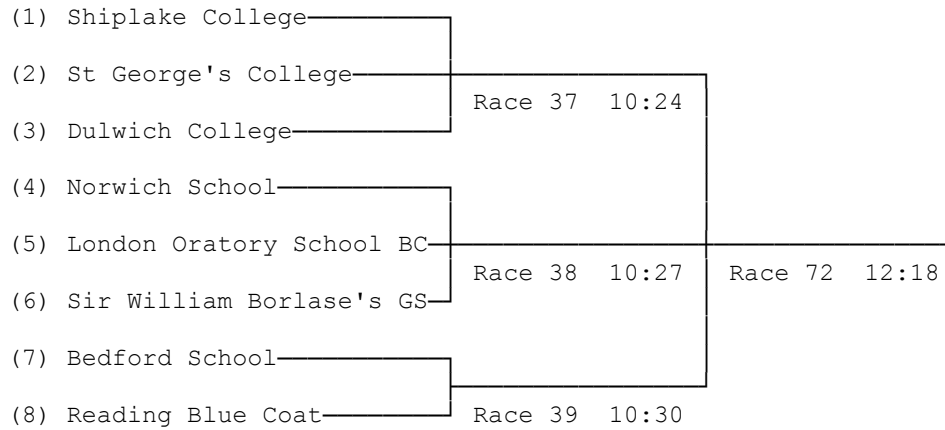 (1) Shiplake College
(2) St George's College
Race 37 10:24
(3) Dulwich College
(4) Norwich School
(5) London Oratory School BC
Race 38 10:27 Race 72 12:18
(6) Sir William Borlase's GS
(7) Bedford School
(8) Reading Blue Coat Race 39 10:30